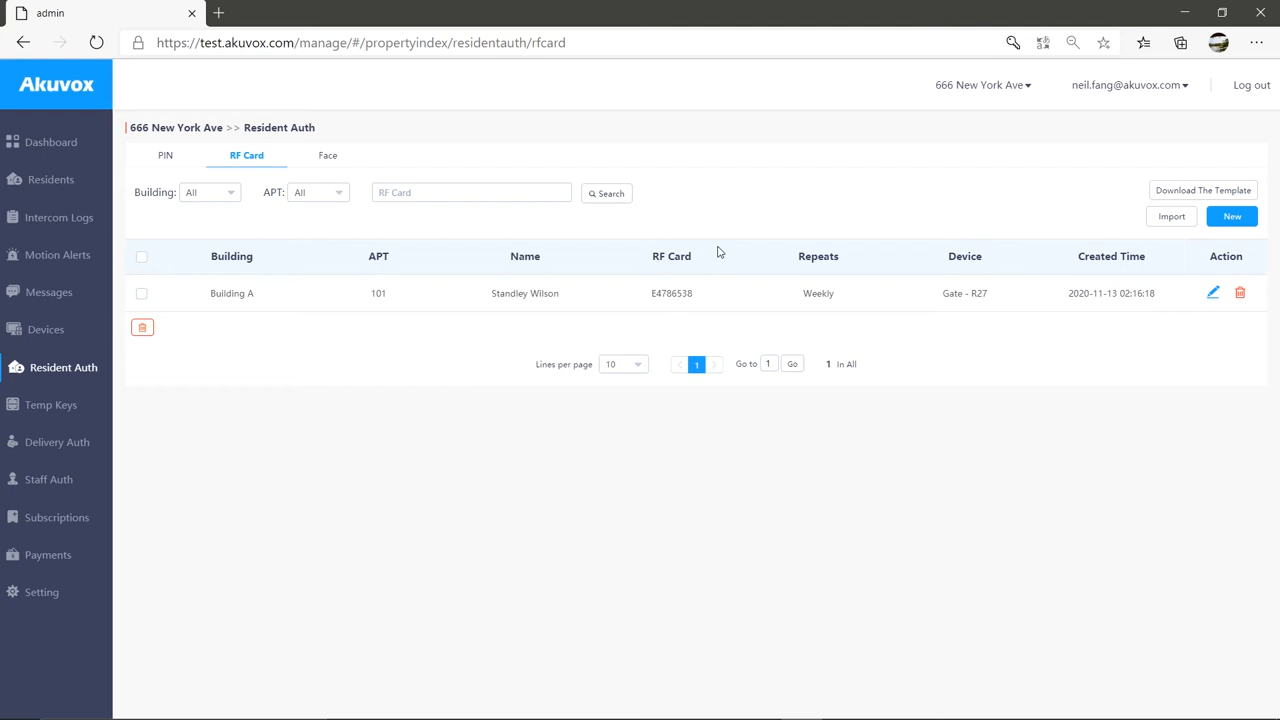 admin
https://test.akuvox.com/manage/#/propertyindex/residentauth/rfcard
Akuvox
666 New York Ave
neil.fang@akuvox.com
Log out
Dashboard
Residents
Intercom Logs
Motion Alerts
Messages
Devices
Resident Auth
Temp Keys
Delivery Auth
Staff Auth
Subscriptions
Payments
Setting
666 New York Ave >> Resident Auth
PIN RF Card Face
Building: All APT: All RF Card Search
Download The Template
Import New
Building APT Name RF Card Repeats Device Created Time Action
Building A 101 Standley Wilson E4786538 Weekly Gate - R27 2020-11-13 02:16:18
Lines per page 10 < 1 > Go to 1 Go 1 In All